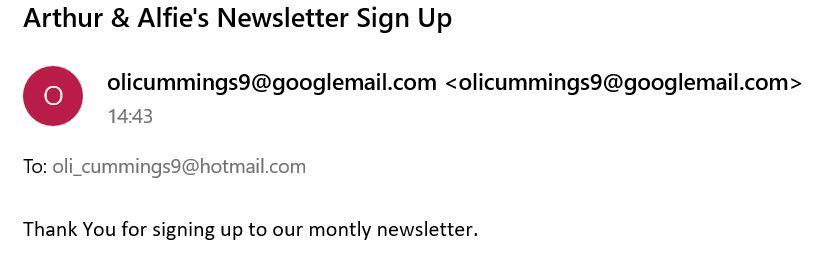 Arthur & Alfie's Newsletter Sign Up
O
olicummings9@googlemail.com <olicummings9@googlemail.com>
14:43
To: oli_cummings9@hotmail.com
Thank You for signing up to our montly newsletter.